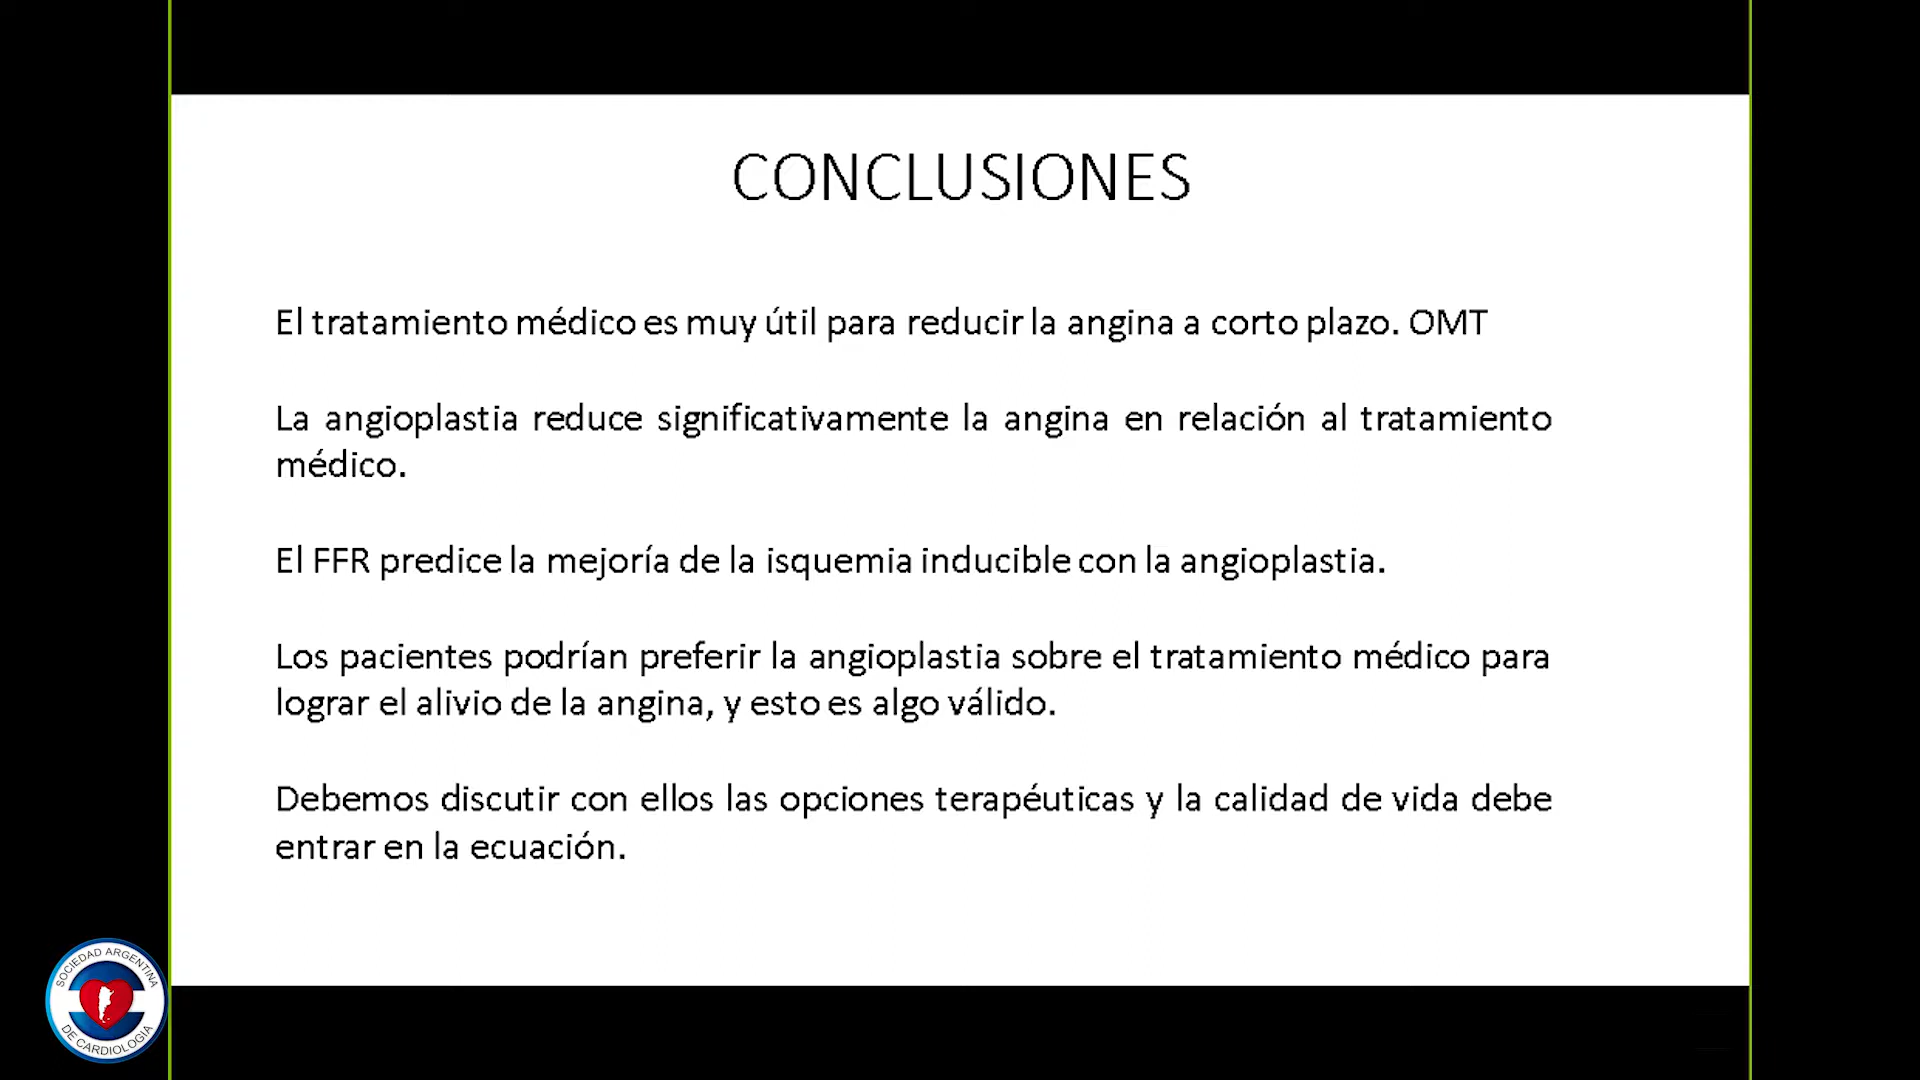 CONCLUSIONES
El tratamiento médico es muy útil para reducir la angina a corto plazo. OMT
La angioplastia reduce significativamente la angina en relación al tratamiento
médico.
El FFR predice la mejoría de la isquemia inducible con la angioplastia.
Los pacientes podrían preferir la angioplastia sobre el tratamiento médico para
lograr el alivio de la angina, y esto es algo válido.
Debemos discutir con ellos las opciones terapéuticas y la calidad de vida debe
entrar en la ecuación.
SOCIEDAD ARGENTINA
DE CARDIOLOGÍA